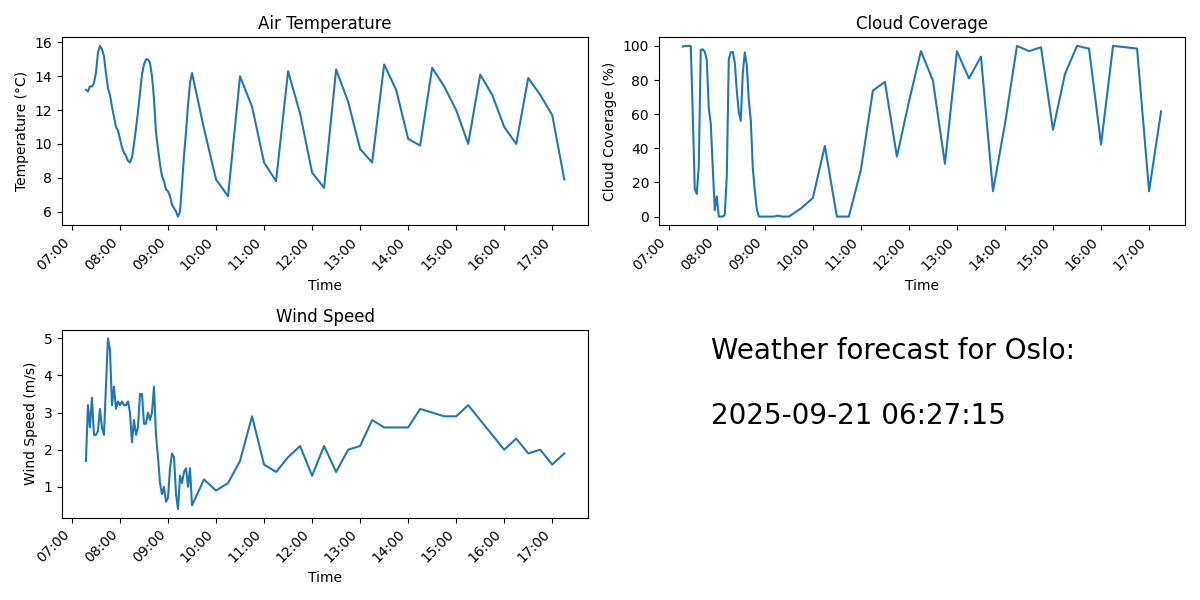 Air Temperature
Temperature (°C)
16
14
12
10
8
6
07:00 08:00 09:00 10:00 11:00 12:00 13:00 14:00 15:00 16:00 17:00
Time
Cloud Coverage
Cloud Coverage (%)
100
80
60
40
20
0
07:00 08:00 09:00 10:00 11:00 12:00 13:00 14:00 15:00 16:00 17:00
Time
Wind Speed
Wind Speed (m/s)
5
4
3
2
1
07:00 08:00 09:00 10:00 11:00 12:00 13:00 14:00 15:00 16:00 17:00
Time
Weather forecast for Oslo:
2025-09-21 06:27:15